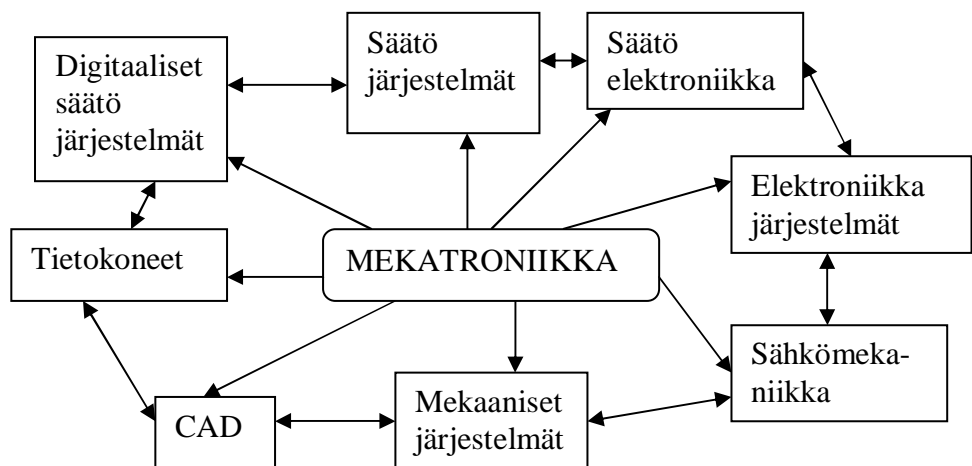 Digitaaliset
säätö
järjestelmät
Säätö
järjestelmät
Säätö
elektroniikka
Elektroniikka
järjestelmät
Tietokoneet
MEKATRONIIKKA
Sähkömeka-
niikka
CAD
Mekaaniset
järjestelmät